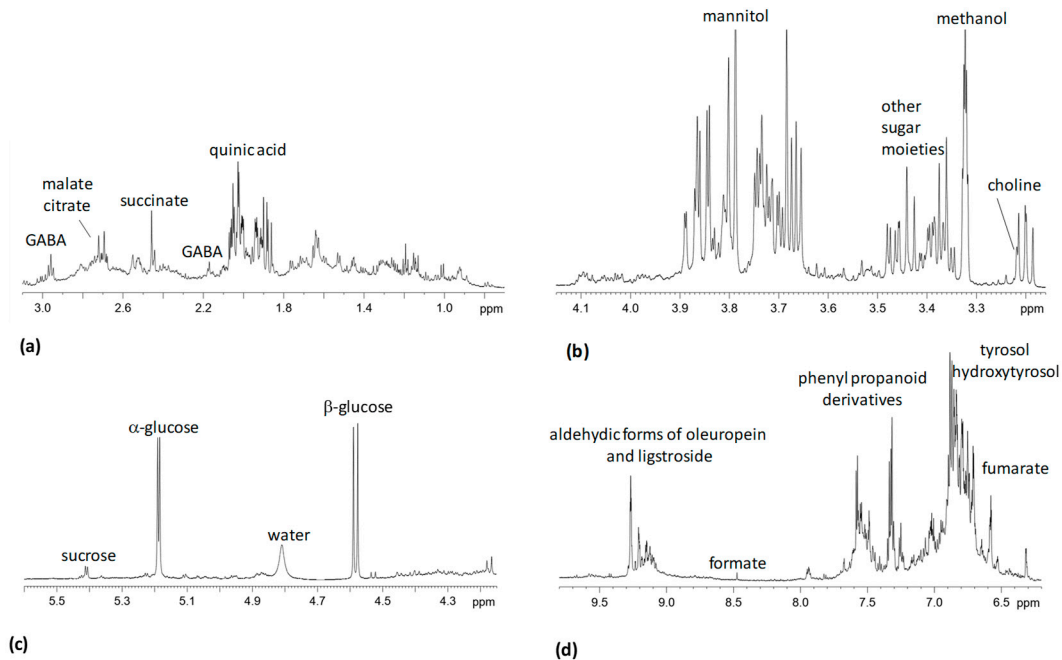 quinic acid
malate
citrate
succinate
GABA
GABA
3.0
2.6
2.2
1.8
1.4
1.0
ppm
(a)
mannitol
methanol
other
sugar
moieties
choline
4.1
4.0
3.9
3.8
3.7
3.6
3.5
3.4
3.3
ppm
(b)
β-glucose
α-glucose
water
sucrose
5.5
5.3
5.1
4.9
4.7
4.5
4.3
ppm
(c)
tyrosol
hydroxytyrosol
phenyl propanoid
derivatives
aldehydic forms of oleuropein
and ligstroside
fumarate
formate
9.5
9.0
8.5
8.0
7.5
7.0
6.5
ppm
(d)